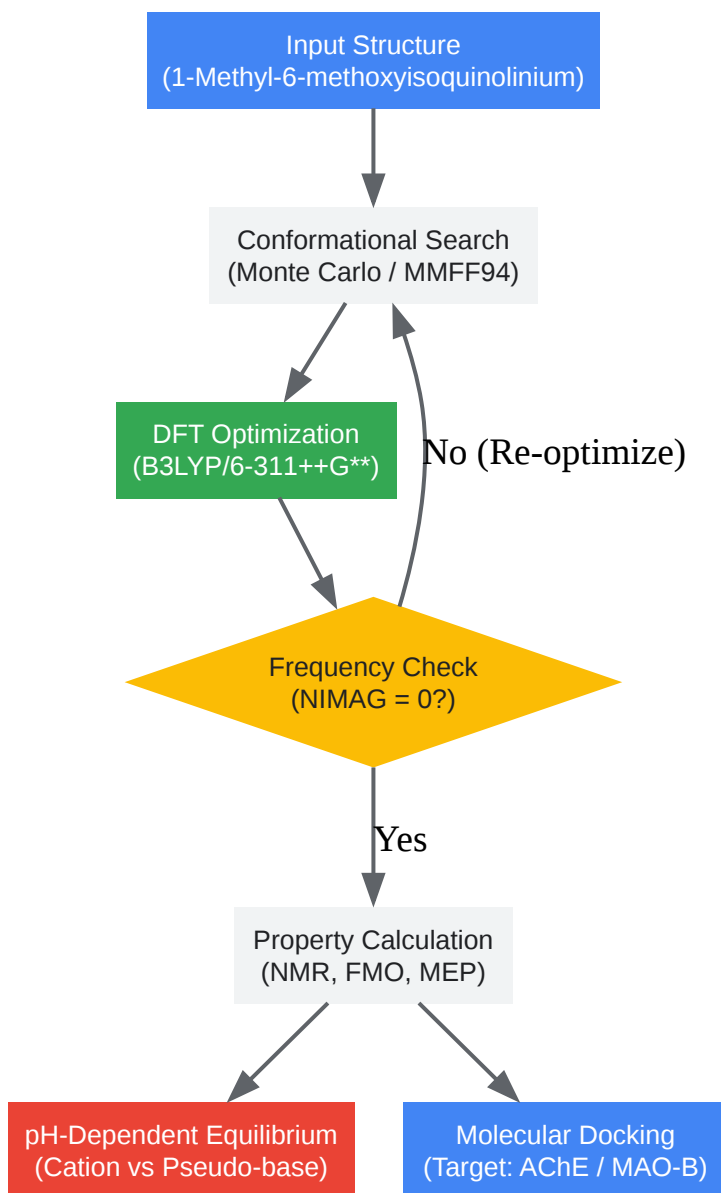 Input Structure
(1-Methyl-6-methoxyisoquinolinium)
Conformational Search
(Monte Carlo / MMFF94)
DFT Optimization
(B3LYP/6-311++G**)
No (Re-optimize)
Frequency Check
(NIMAG = 0?)
Yes
Property Calculation
(NMR, FMO, MEP)
pH-Dependent Equilibrium
(Cation vs Pseudo-base)
Molecular Docking
(Target: AChE / MAO-B)